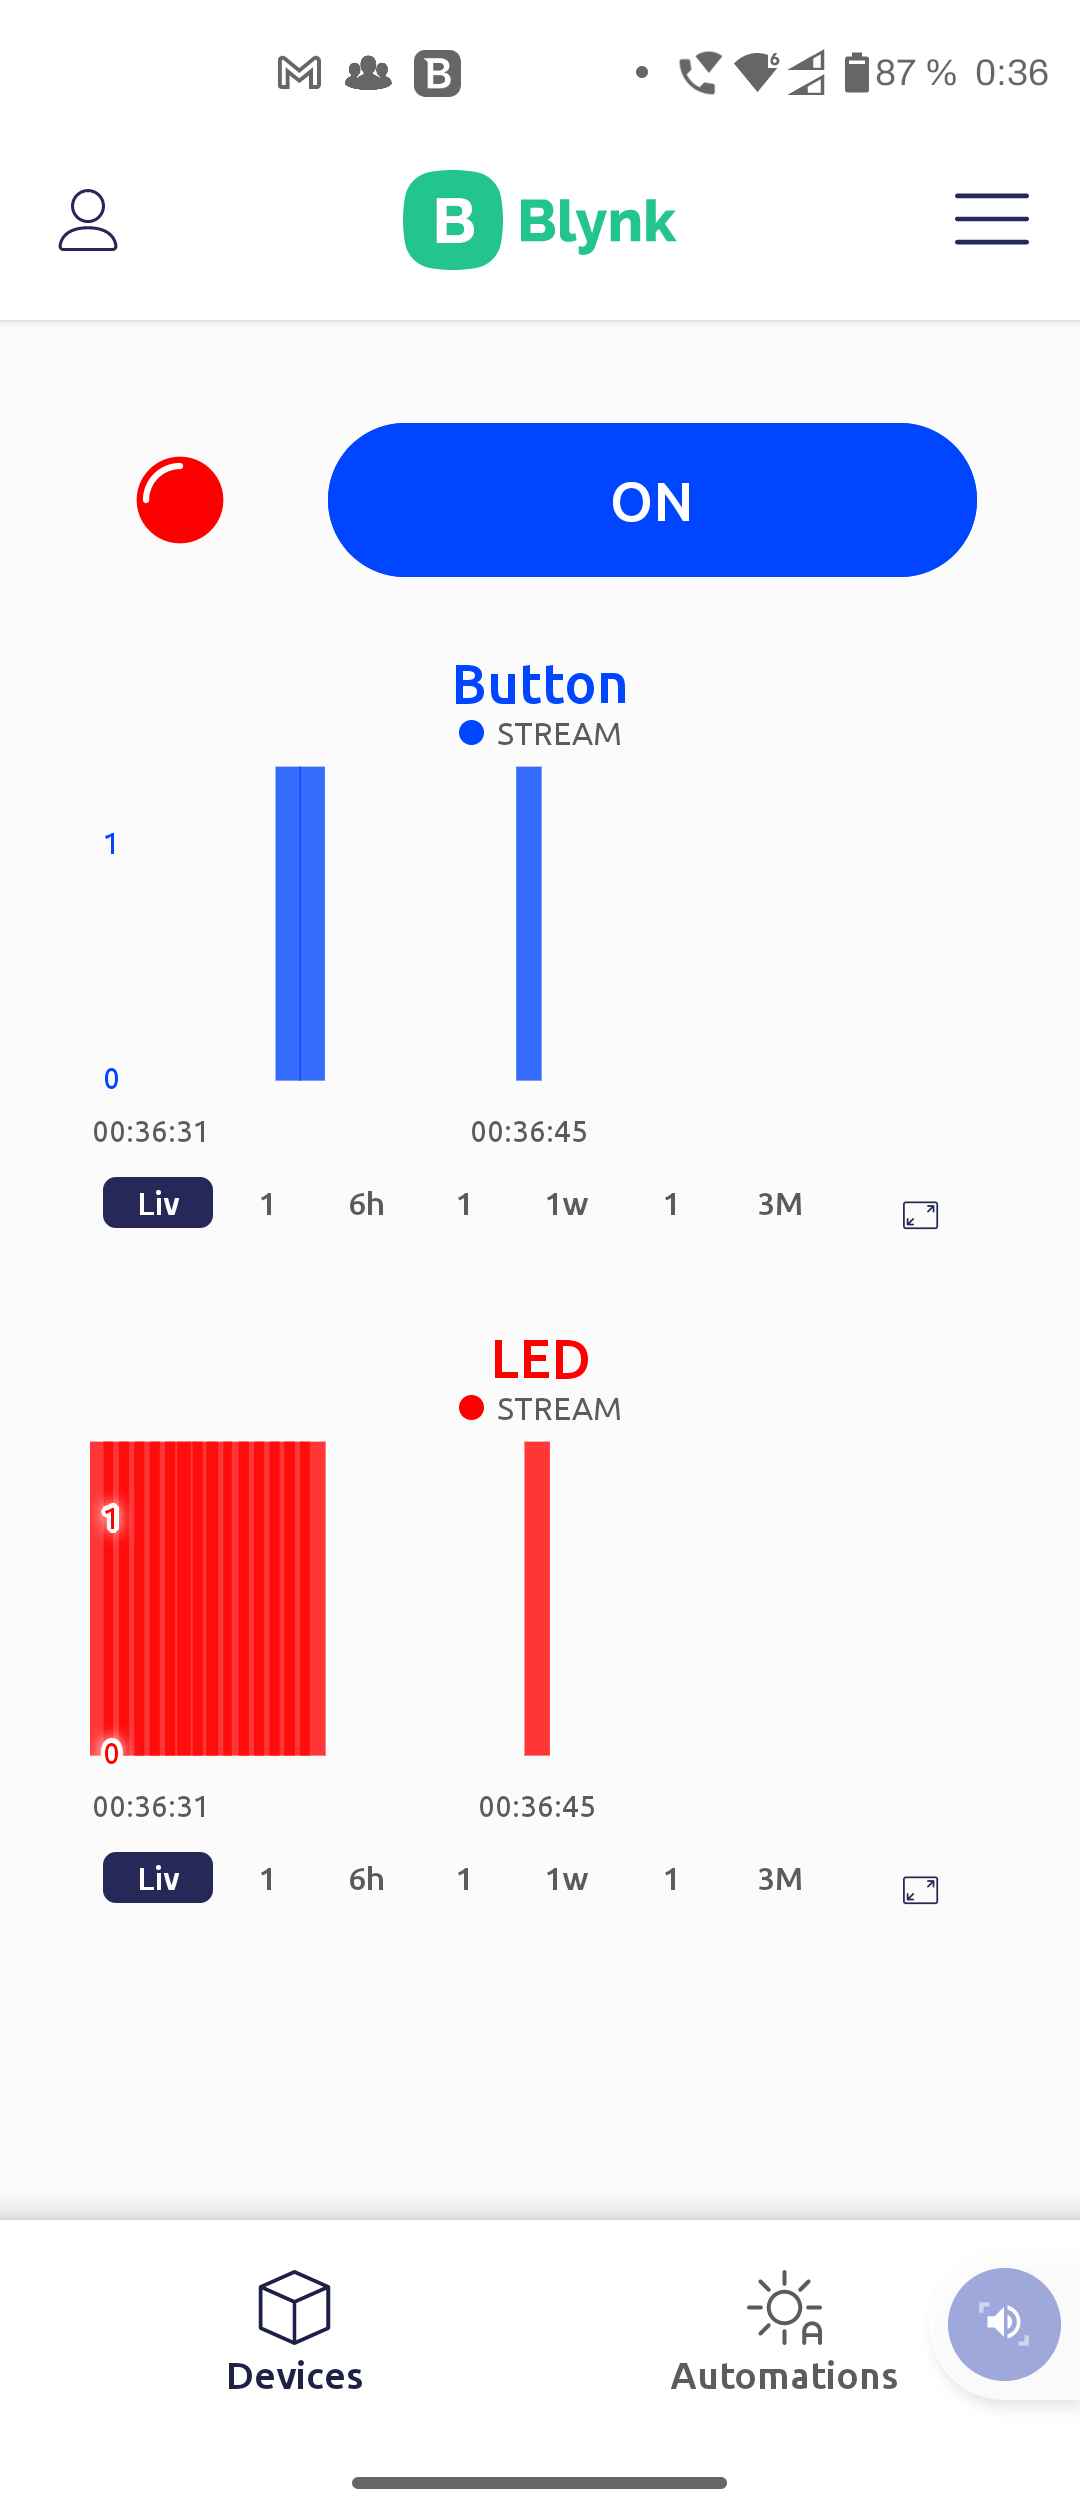 B 6 87 % 0:36
B Blynk
ON
Button
STREAM
1
0
00:36:31 00:36:45
Liv 1 6h 1 1w 1 3M
LED
STREAM
1
0
00:36:31 00:36:45
Liv 1 6h 1 1w 1 3M
Devices Automations